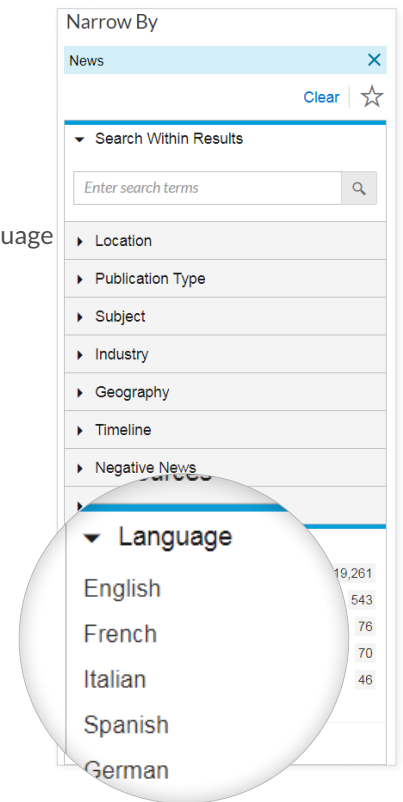 Narrow By
News
Clear
Search Within Results
Enter search terms
uage
Location
Publication Type
Subject
Industry
Geography
Timeline
Negative News
Language
English
19,261
543
French
76
70
Italian
46
Spanish
German